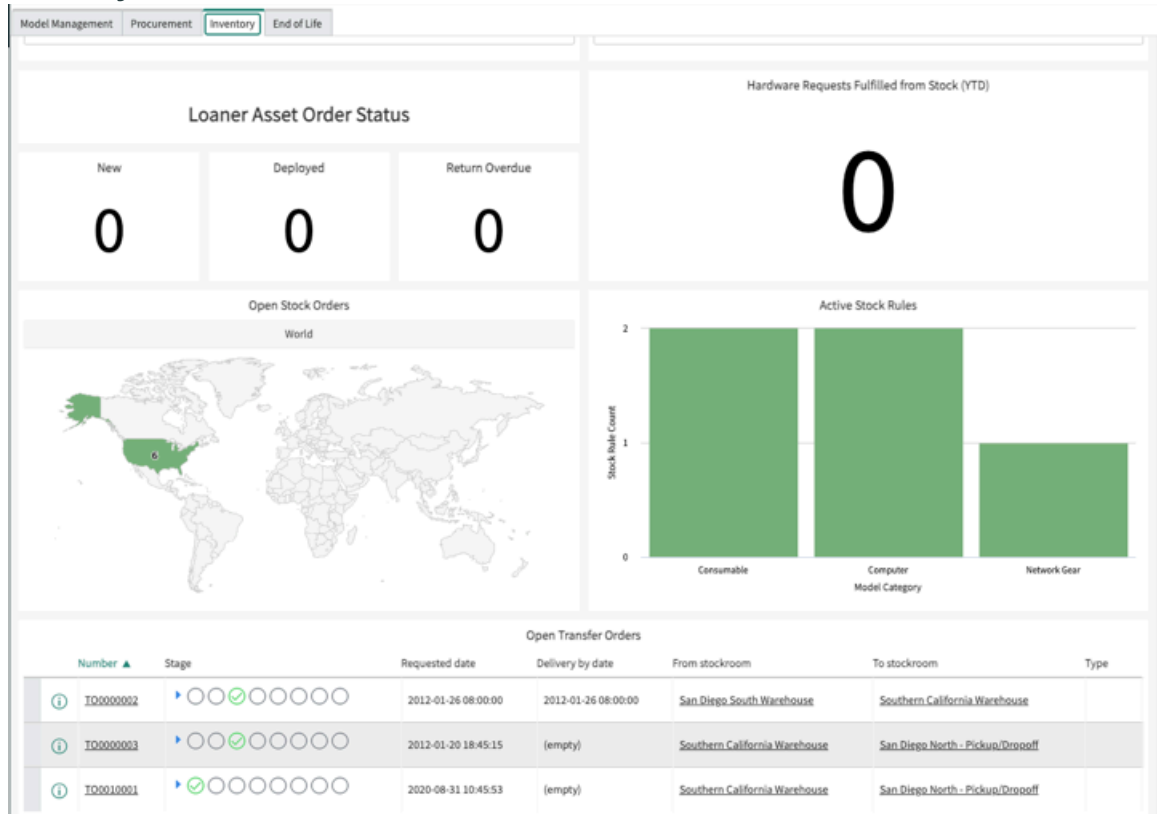 Model Management Procurement Inventory End of Life
Loaner Asset Order Status
New Deployed Return Overdue
0 0 0
Hardware Requests Fulfilled from Stock (YTD)
0
Open Stock Orders
World
6
Active Stock Rules
Stock Rule Count
2
1
0
Consumable Computer Network Gear
Model Category
Open Transfer Orders
Number ▲ Stage Requested date Delivery by date From stockroom To stockroom Type
TO0000002 2012-01-26 08:00:00 2012-01-26 08:00:00 San Diego South Warehouse Southern California Warehouse
TO0000003 2012-01-20 18:45:15 (empty) Southern California Warehouse San Diego North - Pickup/Dropoff
TO0010001 2020-08-31 10:45:53 (empty) Southern California Warehouse San Diego North - Pickup/Dropoff